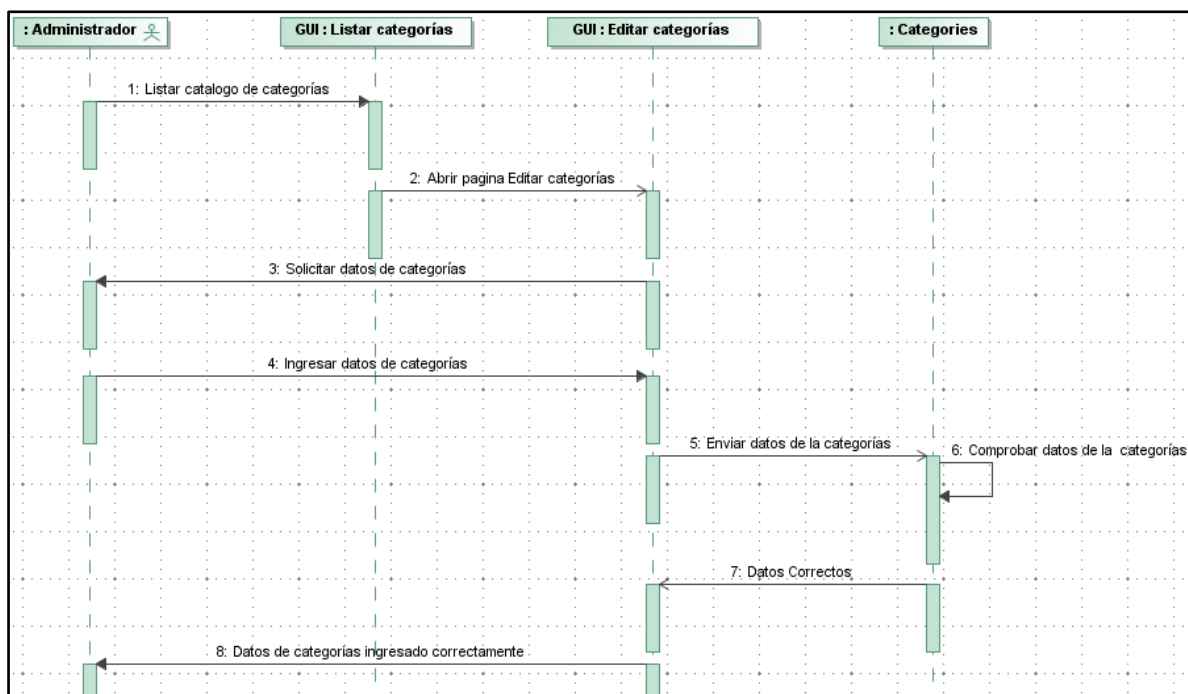 : Administrador
GUI : Listar categorías
GUI : Editar categorías
: Categories
1: Listar catalogo de categorías
2: Abrir pagina Editar categorías
3: Solicitar datos de categorías
4: Ingresar datos de categorías
5: Enviar datos de la categorías
6: Comprobar datos de la categorías
7: Datos Correctos
8: Datos de categorías ingresado correctamente